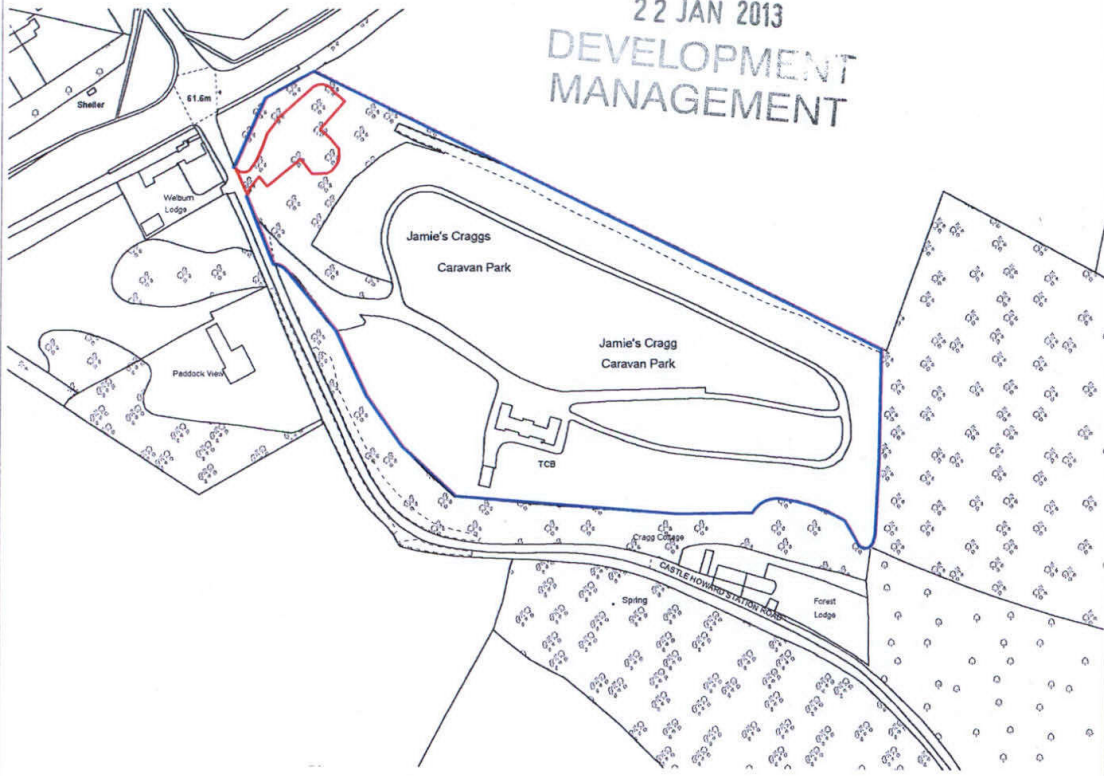 22 JAN 2013
DEVELOPMENT
MANAGEMENT
Shelter
61.6m
Welburn
Lodge
Jamie's Craggs
Caravan Park
Jamie's Cragg
Caravan Park
Paddock View
TCB
Cragg Cottage
CASTLE HOWARD STATION ROAD
Spring
Forest
Lodge